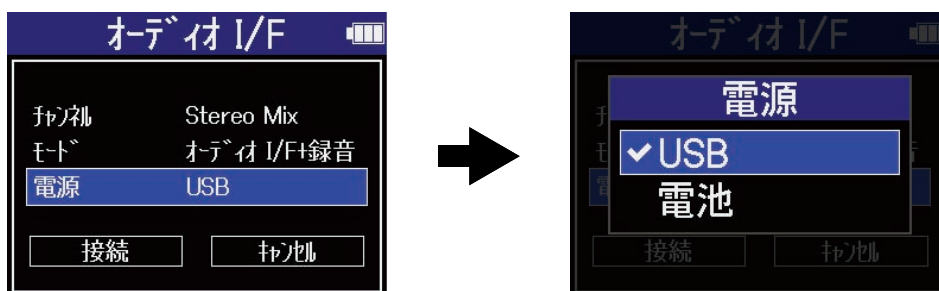 オーディオ I/F
ﾁｬﾝﾈﾙ Stereo Mix
ﾓｰﾄﾞ ｵｰﾃﾞｨｵ I/F+録音
電源 USB
接続 ｷｬﾝｾﾙ
オーディオ I/F
電源
USB
電池
接続 ｷｬﾝｾﾙ